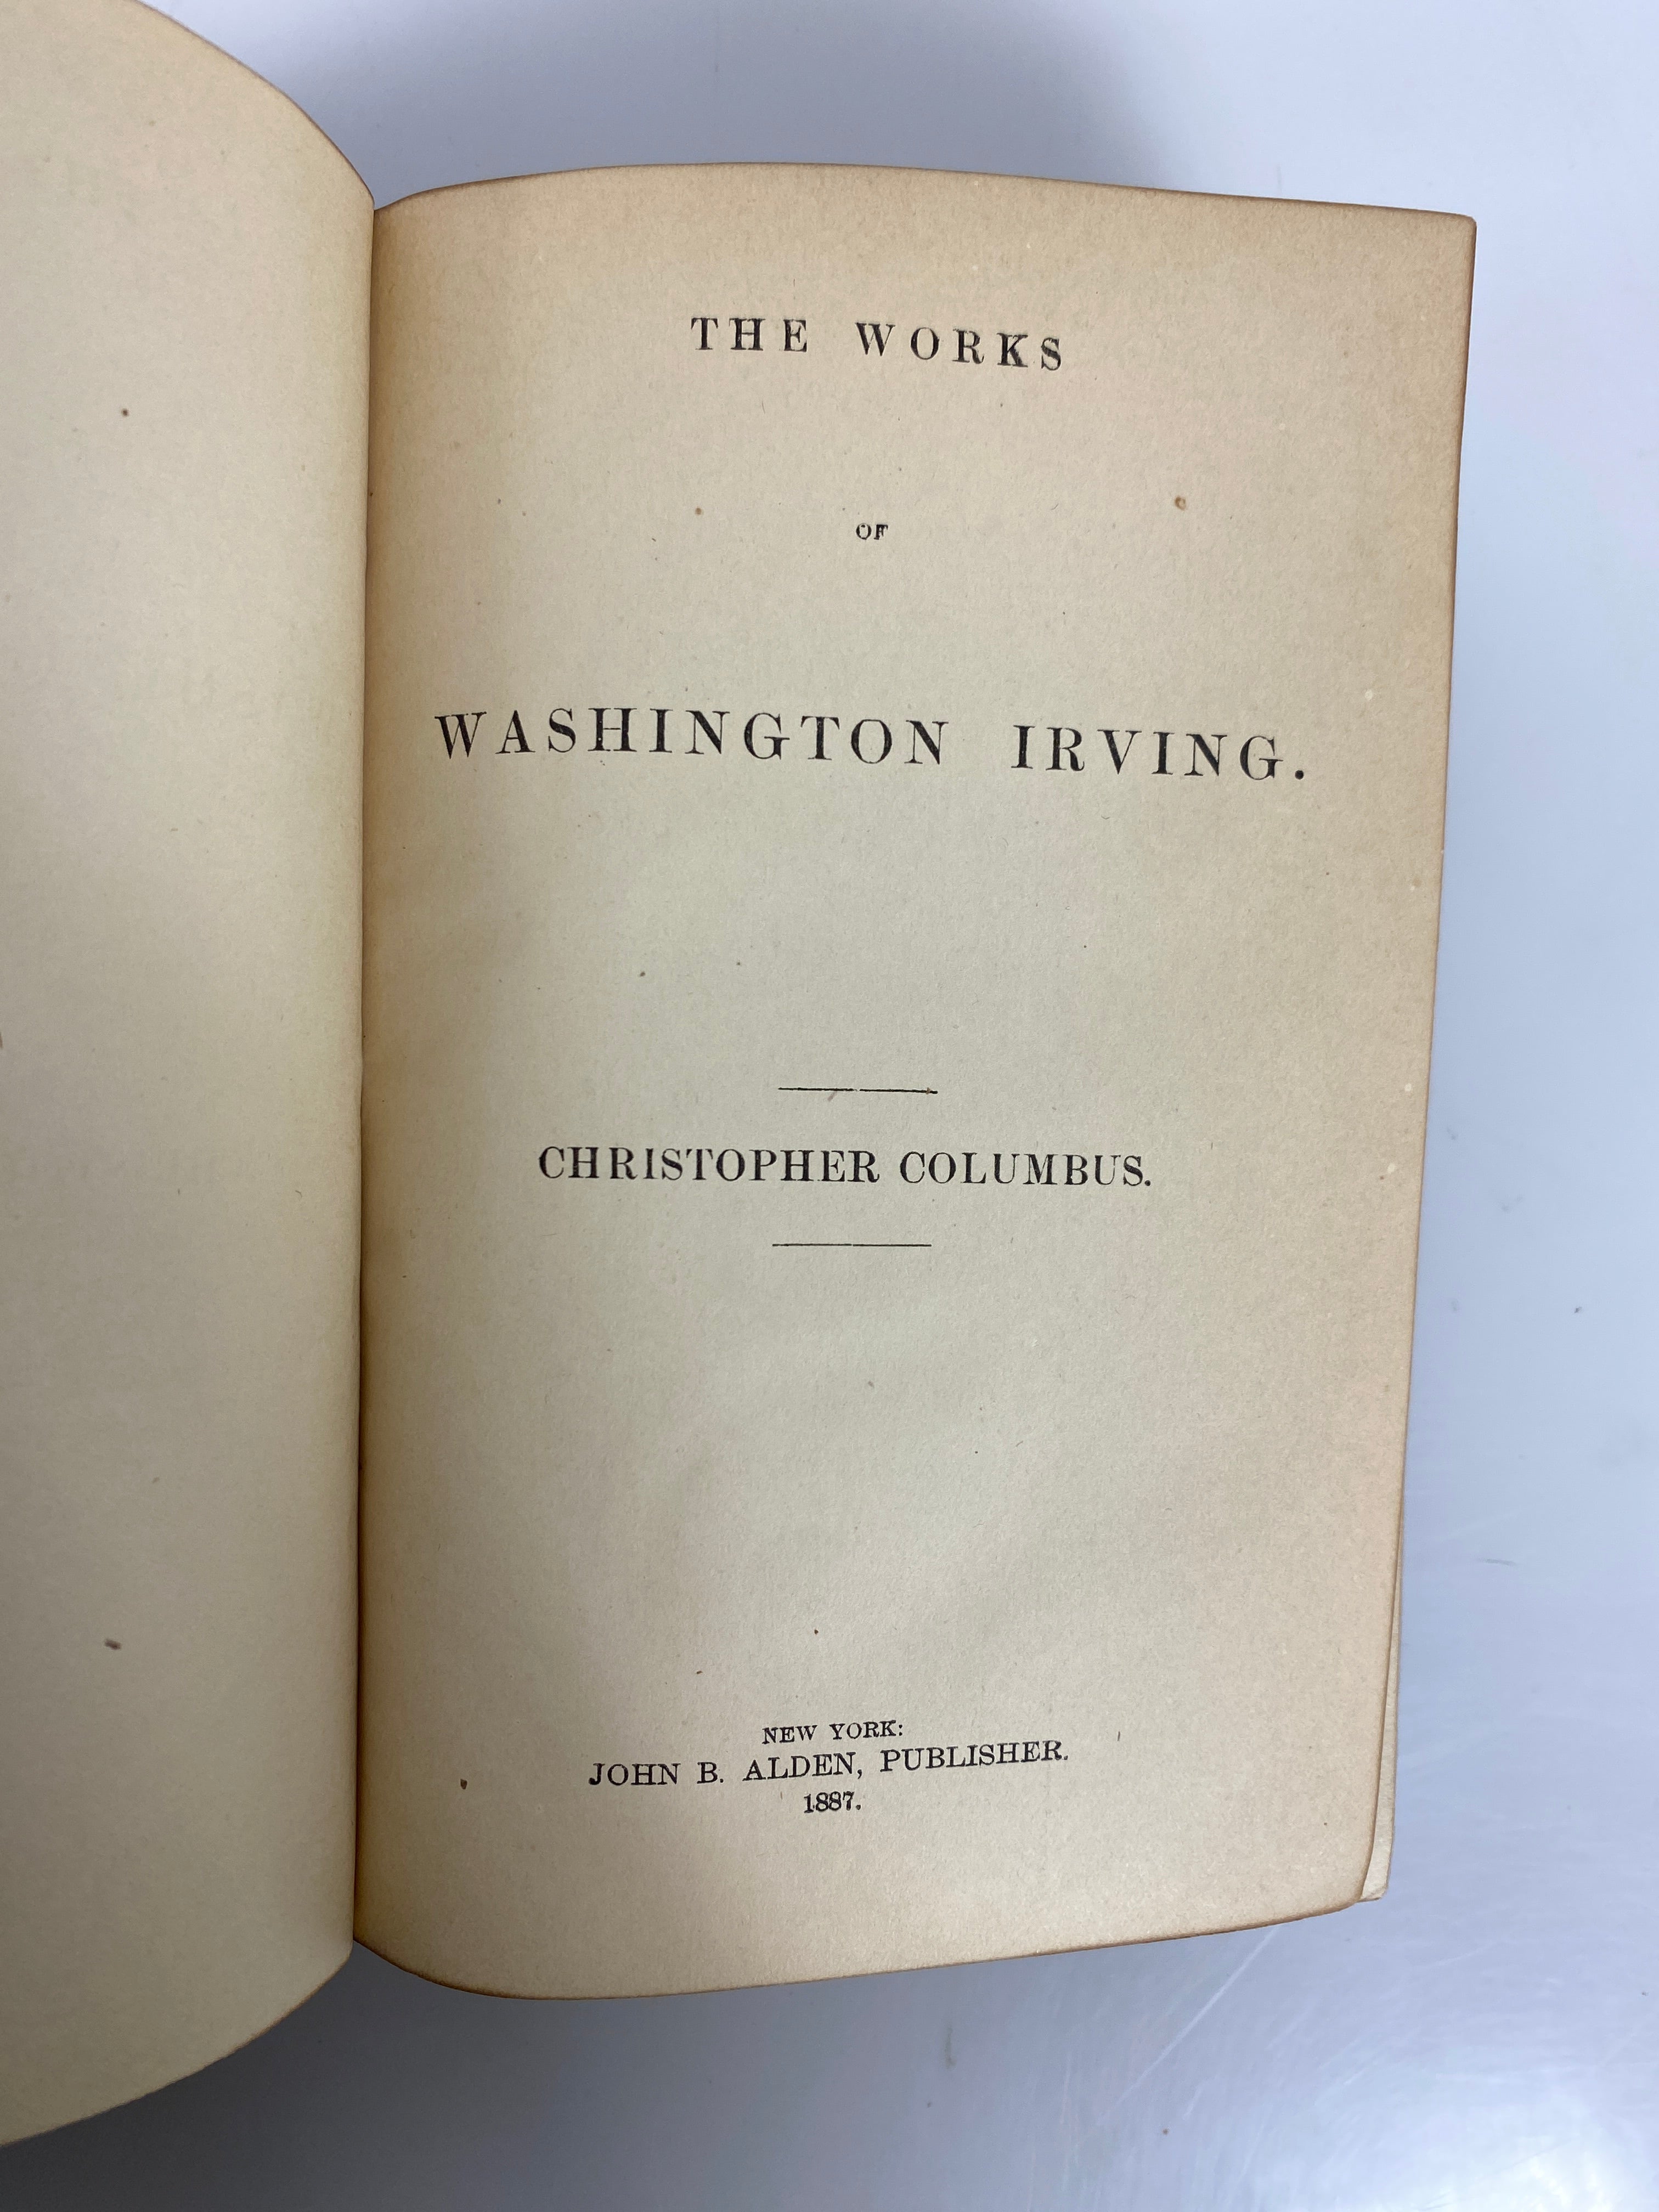 THE WORKS
OF
WASHINGTON IRVING.
CHRISTOPHER COLUMBUS.
NEW YORK:
JOHN B. ALDEN, PUBLISHER.
1887.